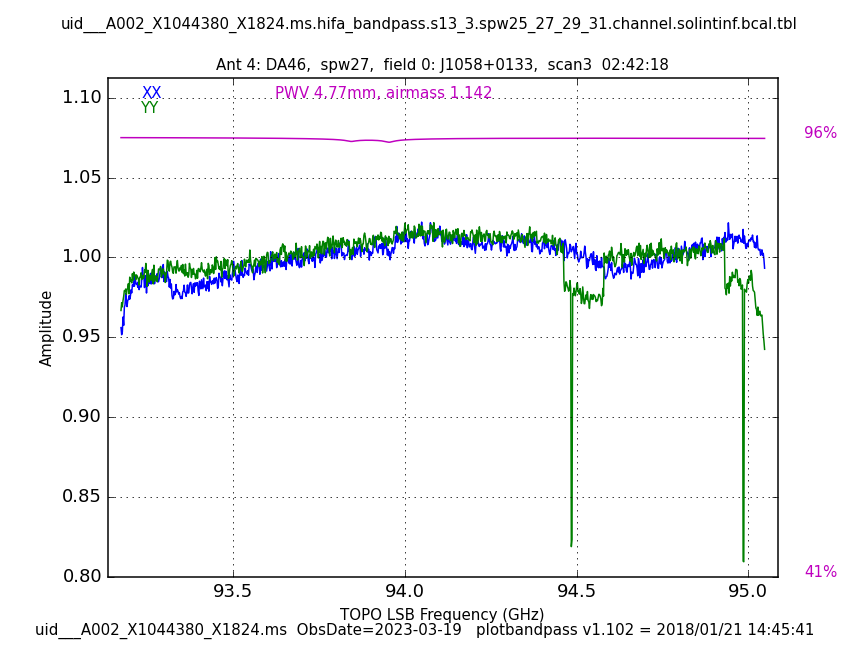 uid___A002_X1044380_X1824.ms.hifa_bandpass.s13_3.spw25_27_29_31.channel.solintinf.bcal.tbl
Ant 4: DA46,  spw27,  field 0: J1058+0133,  scan3  02:42:18
XX
YY
PWV 4.77mm, airmass 1.142
96%
41%
1.10
1.05
1.00
0.95
0.90
0.85
0.80
Amplitude
93.5
94.0
94.5
95.0
TOPO LSB Frequency (GHz)
uid___A002_X1044380_X1824.ms  ObsDate=2023-03-19   plotbandpass v1.102 = 2018/01/21 14:45:41